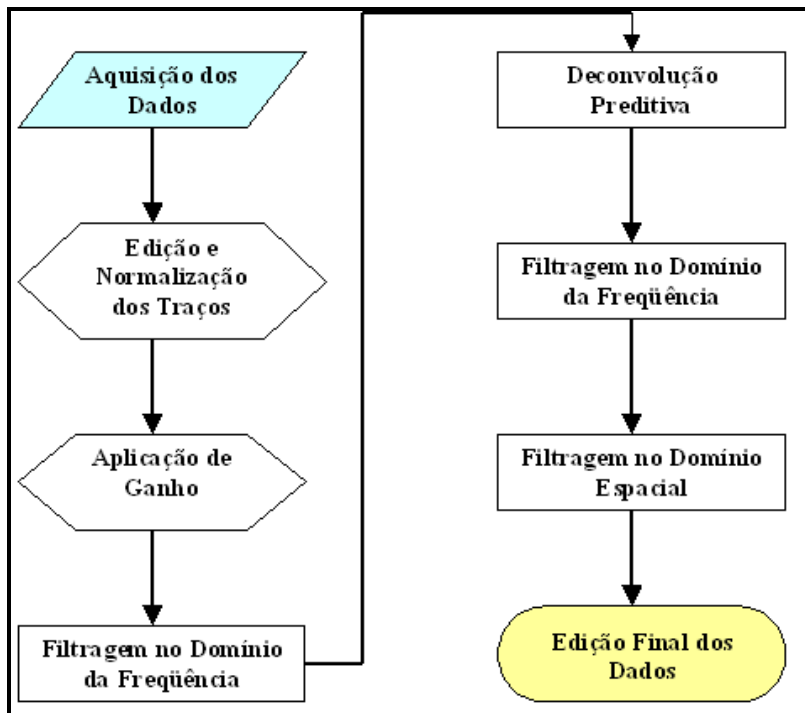 Aquisição dos
Dados
Edição e
Normalização
dos Traços
Aplicação de
Ganho
Filtragem no Domínio
da Freqüência
Deconvolução
Preditiva
Filtragem no Domínio
da Freqüência
Filtragem no Domínio
Espacial
Edição Final dos
Dados